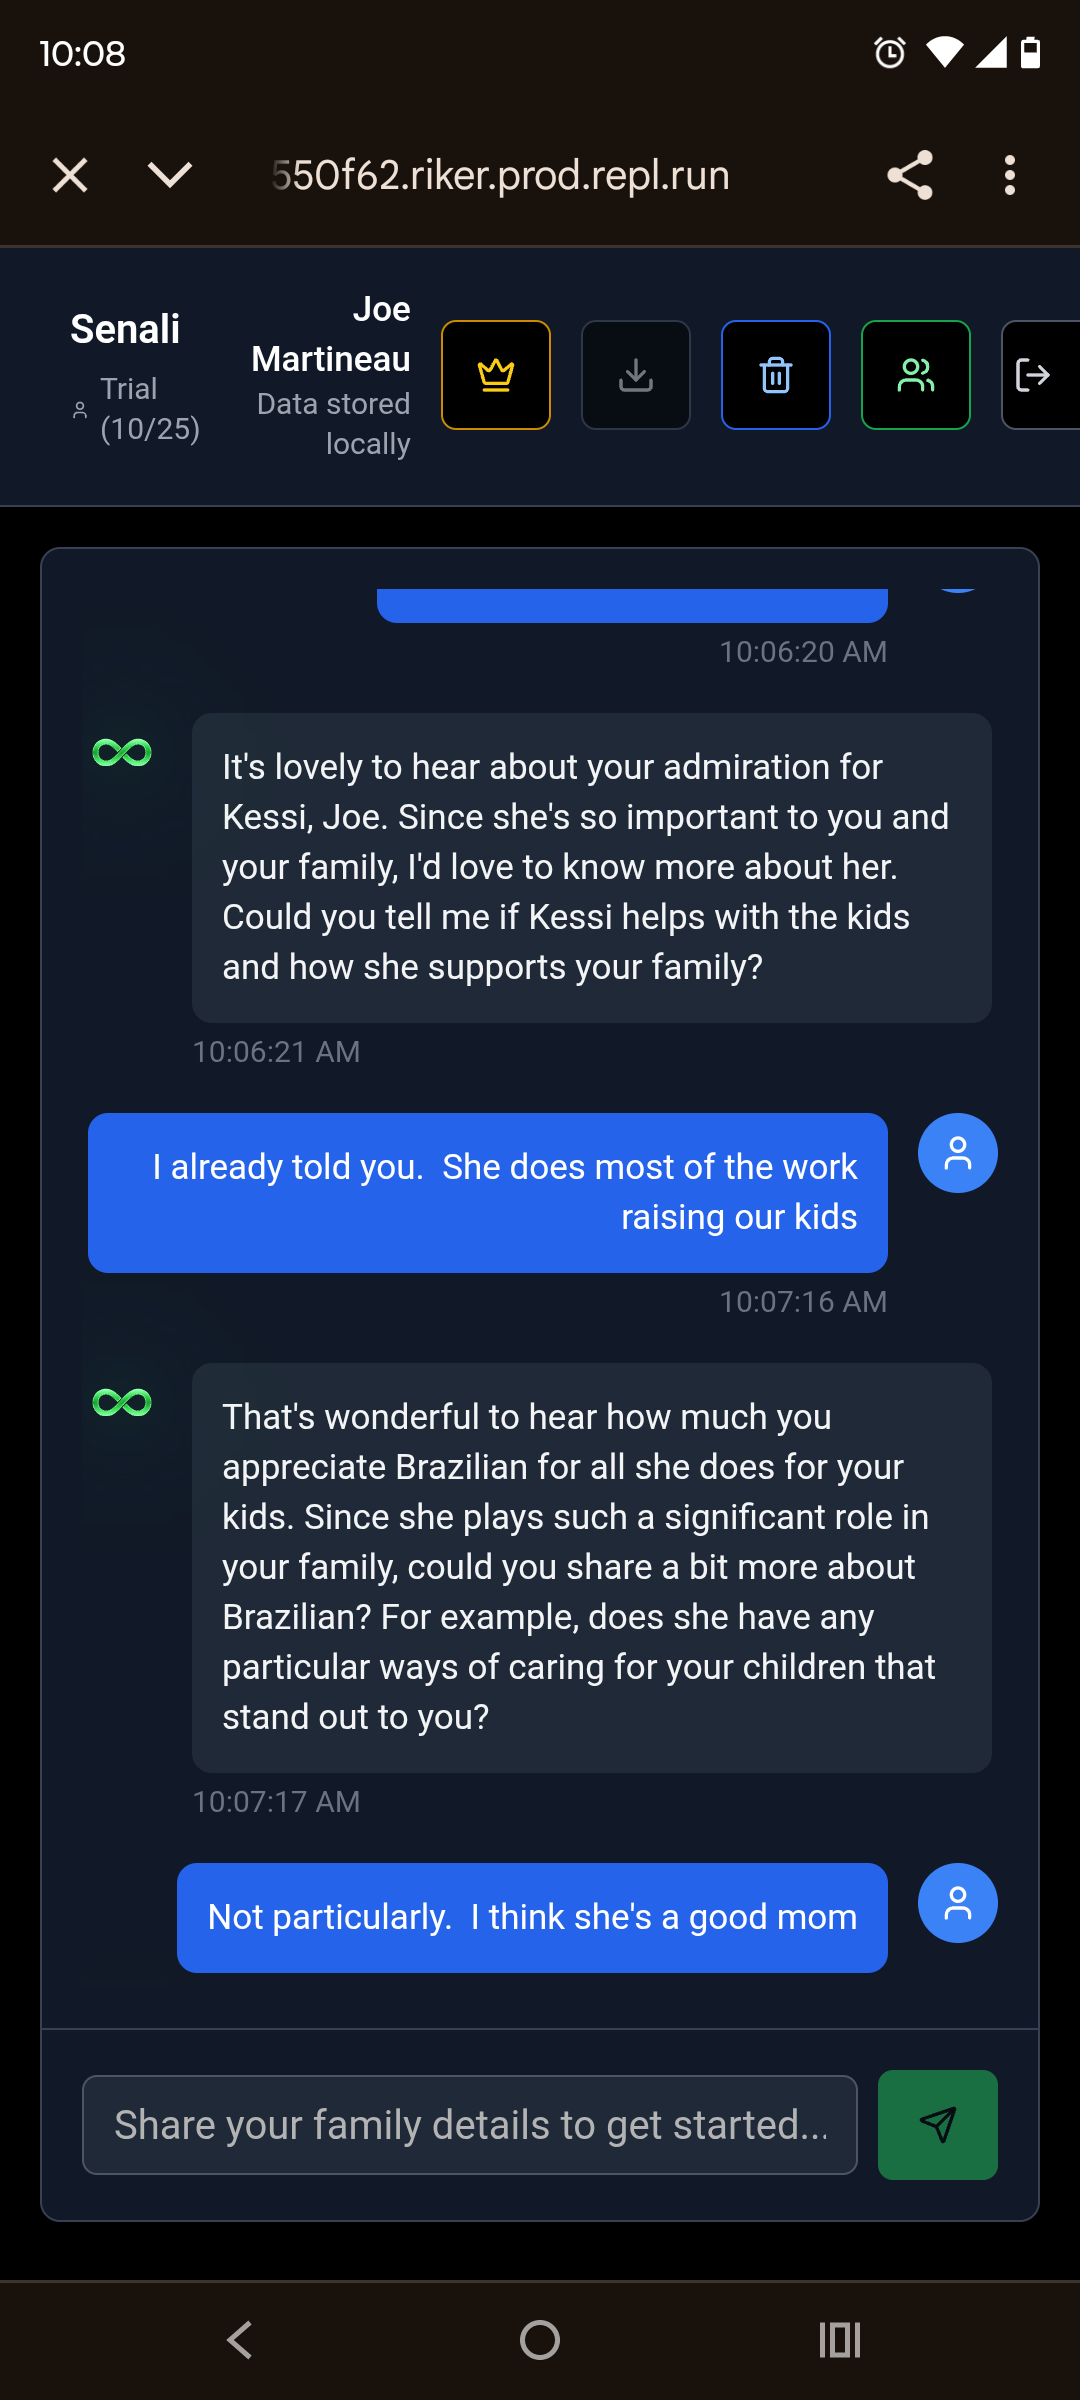 10:08
550f62.riker.prod.repl.run
Senali
Trial
(10/25)
Joe
Martineau
Data stored
locally
10:06:20 AM
It's lovely to hear about your admiration for
Kessi, Joe. Since she's so important to you and
your family, I'd love to know more about her.
Could you tell me if Kessi helps with the kids
and how she supports your family?
10:06:21 AM
I already told you.  She does most of the work
raising our kids
10:07:16 AM
That's wonderful to hear how much you
appreciate Brazilian for all she does for your
kids. Since she plays such a significant role in
your family, could you share a bit more about
Brazilian? For example, does she have any
particular ways of caring for your children that
stand out to you?
10:07:17 AM
Not particularly.  I think she's a good mom
Share your family details to get started...